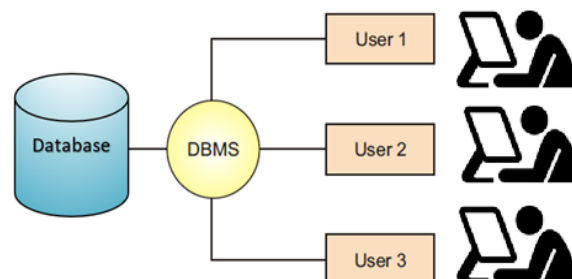 Database
DBMS
User 1
User 2
User 3